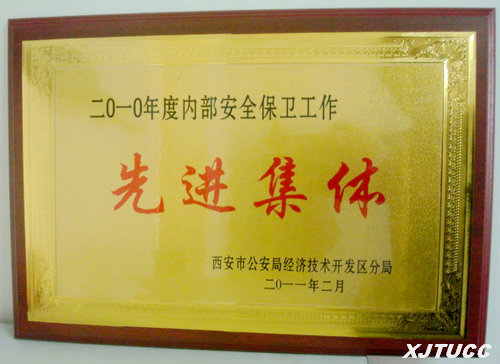 二0一0年度内部安全保卫工作
先进集体
西安市公安局经济技术开发区分局
二0一一年二月
XJTUCC